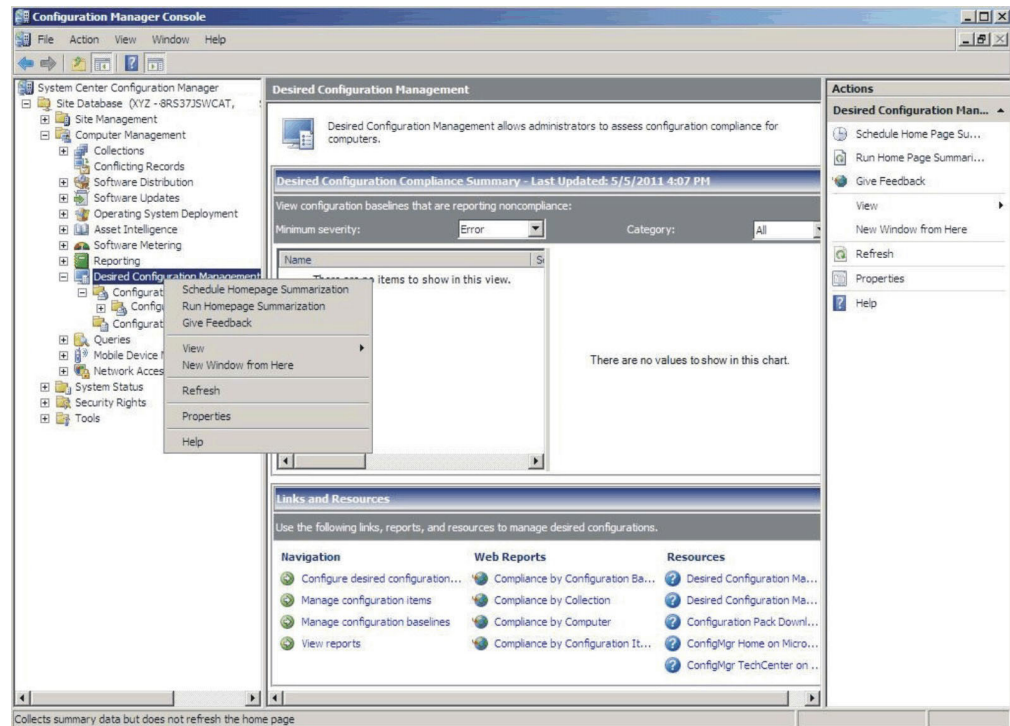 Configuration Manager Console
File Action View Window Help
System Center Configuration Manager
Site Database (XYZ -8RS37JSWCAT,
Site Management
Computer Management
Collections
Conflicting Records
Software Distribution
Software Updates
Operating System Deployment
Asset Intelligence
Software Metering
Reporting
Desired Configuration Management
Configurat
Config
Configurat
Queries
Mobile Device
Network Acces
System Status
Security Rights
Tools
Schedule Homepage Summarization
Run Homepage Summarization
Give Feedback
View
New Window from Here
Refresh
Properties
Help
Desired Configuration Management
Desired Configuration Management allows administrators to assess configuration compliance for
computers.
Desired Configuration Compliance Summary - Last Updated: 5/5/2011 4:07 PM
View configuration baselines that are reporting noncompliance:
Minimum severity: Error Category: All
Name
There are no items to show in this view.
There are no values to show in this chart.
Links and Resources
Use the following links, reports, and resources to manage desired configurations.
Navigation
Configure desired configuration...
Manage configuration items
Manage configuration baselines
View reports
Web Reports
Compliance by Configuration Ba...
Compliance by Collection
Compliance by Computer
Compliance by Configuration It...
Resources
Desired Configuration Ma...
Desired Configuration Ma...
Configuration Pack Downl...
ConfigMgr Home on Micro...
ConfigMgr TechCenter on ..
Actions
Desired Configuration Man...
Schedule Home Page Su...
Run Home Page Summari...
Give Feedback
View
New Window from Here
Refresh
Properties
Help
Collects summary data but does not refresh the home page